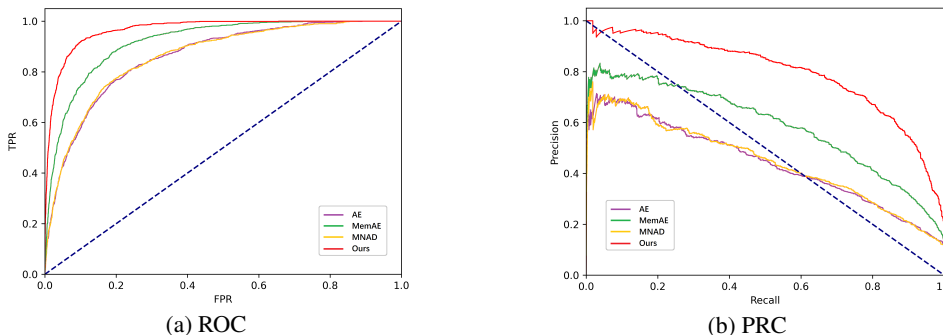 1.0
0.8
0.6
0.4
0.2
0.0
0.0 0.2 0.4 0.6 0.8 1.0
TPR
FPR
AE
MemAE
MNAD
Ours
(a) ROC
1.0
0.8
0.6
0.4
0.2
0.0
0.0 0.2 0.4 0.6 0.8
Precision
Recall
AE
MemAE
MNAD
Ours
(b) PRC